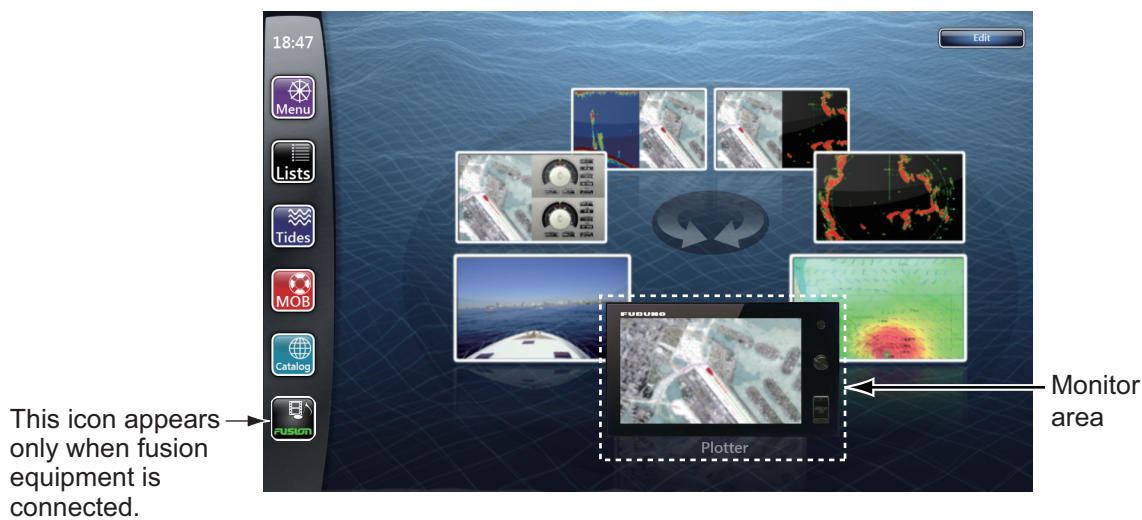 18:47
Edit
Menu
Lists
Tides
MOB
Catalog
FUSION
FURUNO
Plotter
Monitor
area
This icon appears
only when fusion
equipment is
connected.